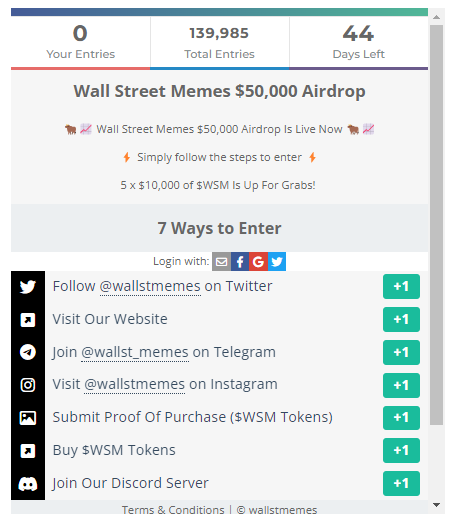 0 139,985 44
Your Entries Total Entries Days Left
Wall Street Memes $50,000 Airdrop
🐂 📈 Wall Street Memes $50,000 Airdrop Is Live Now 🐂 📈
⚡ Simply follow the steps to enter ⚡
5 x $10,000 of $WSM Is Up For Grabs!
7 Ways to Enter
Login with:
Follow @wallstmemes on Twitter +1
Visit Our Website +1
Join @wallst_memes on Telegram +1
Visit @wallstmemes on Instagram +1
Submit Proof Of Purchase ($WSM Tokens) +1
Buy $WSM Tokens +1
Join Our Discord Server +1
Terms & Conditions | © wallstmemes